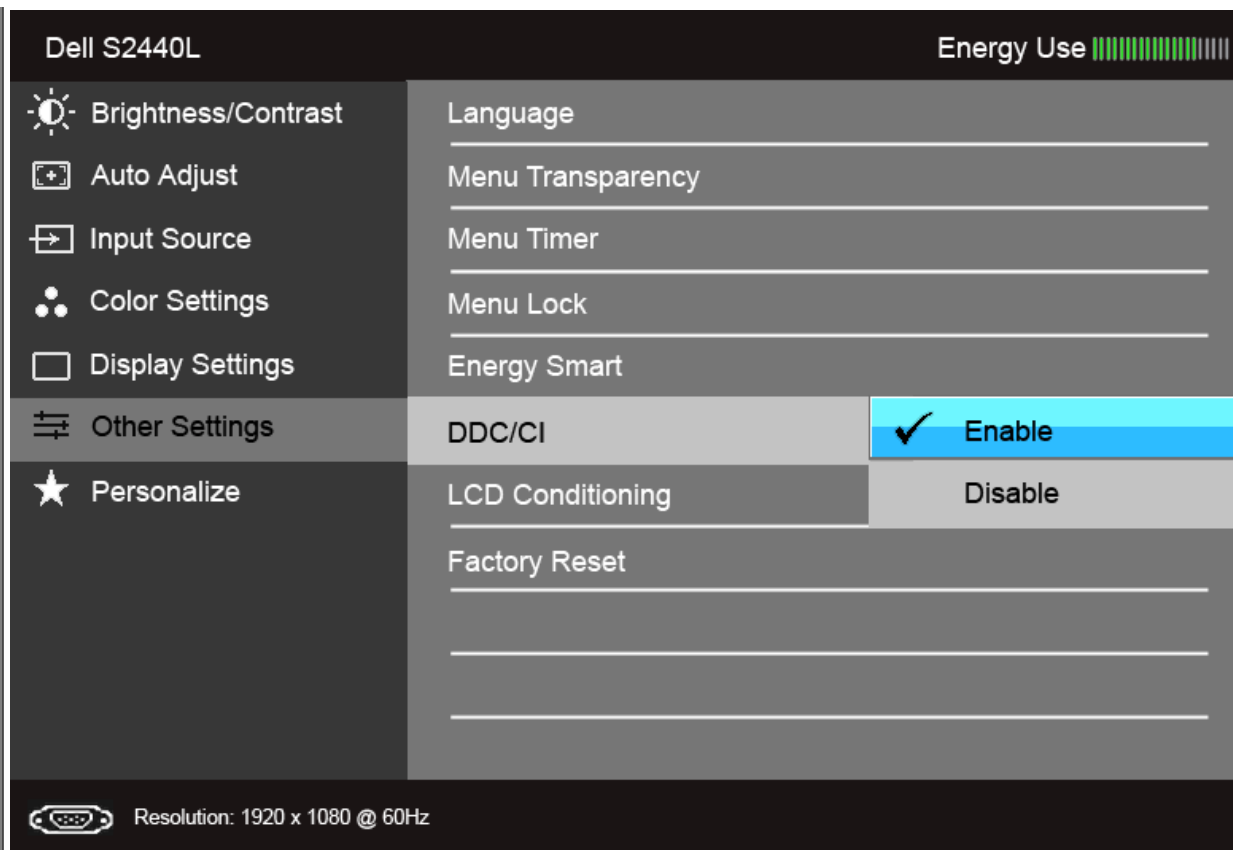 Dell S2440L
Energy Use
Brightness/Contrast
Auto Adjust
Input Source
Color Settings
Display Settings
Other Settings
Personalize
Language
Menu Transparency
Menu Timer
Menu Lock
Energy Smart
DDC/CI
Enable
Disable
LCD Conditioning
Factory Reset
Resolution: 1920 x 1080 @ 60Hz